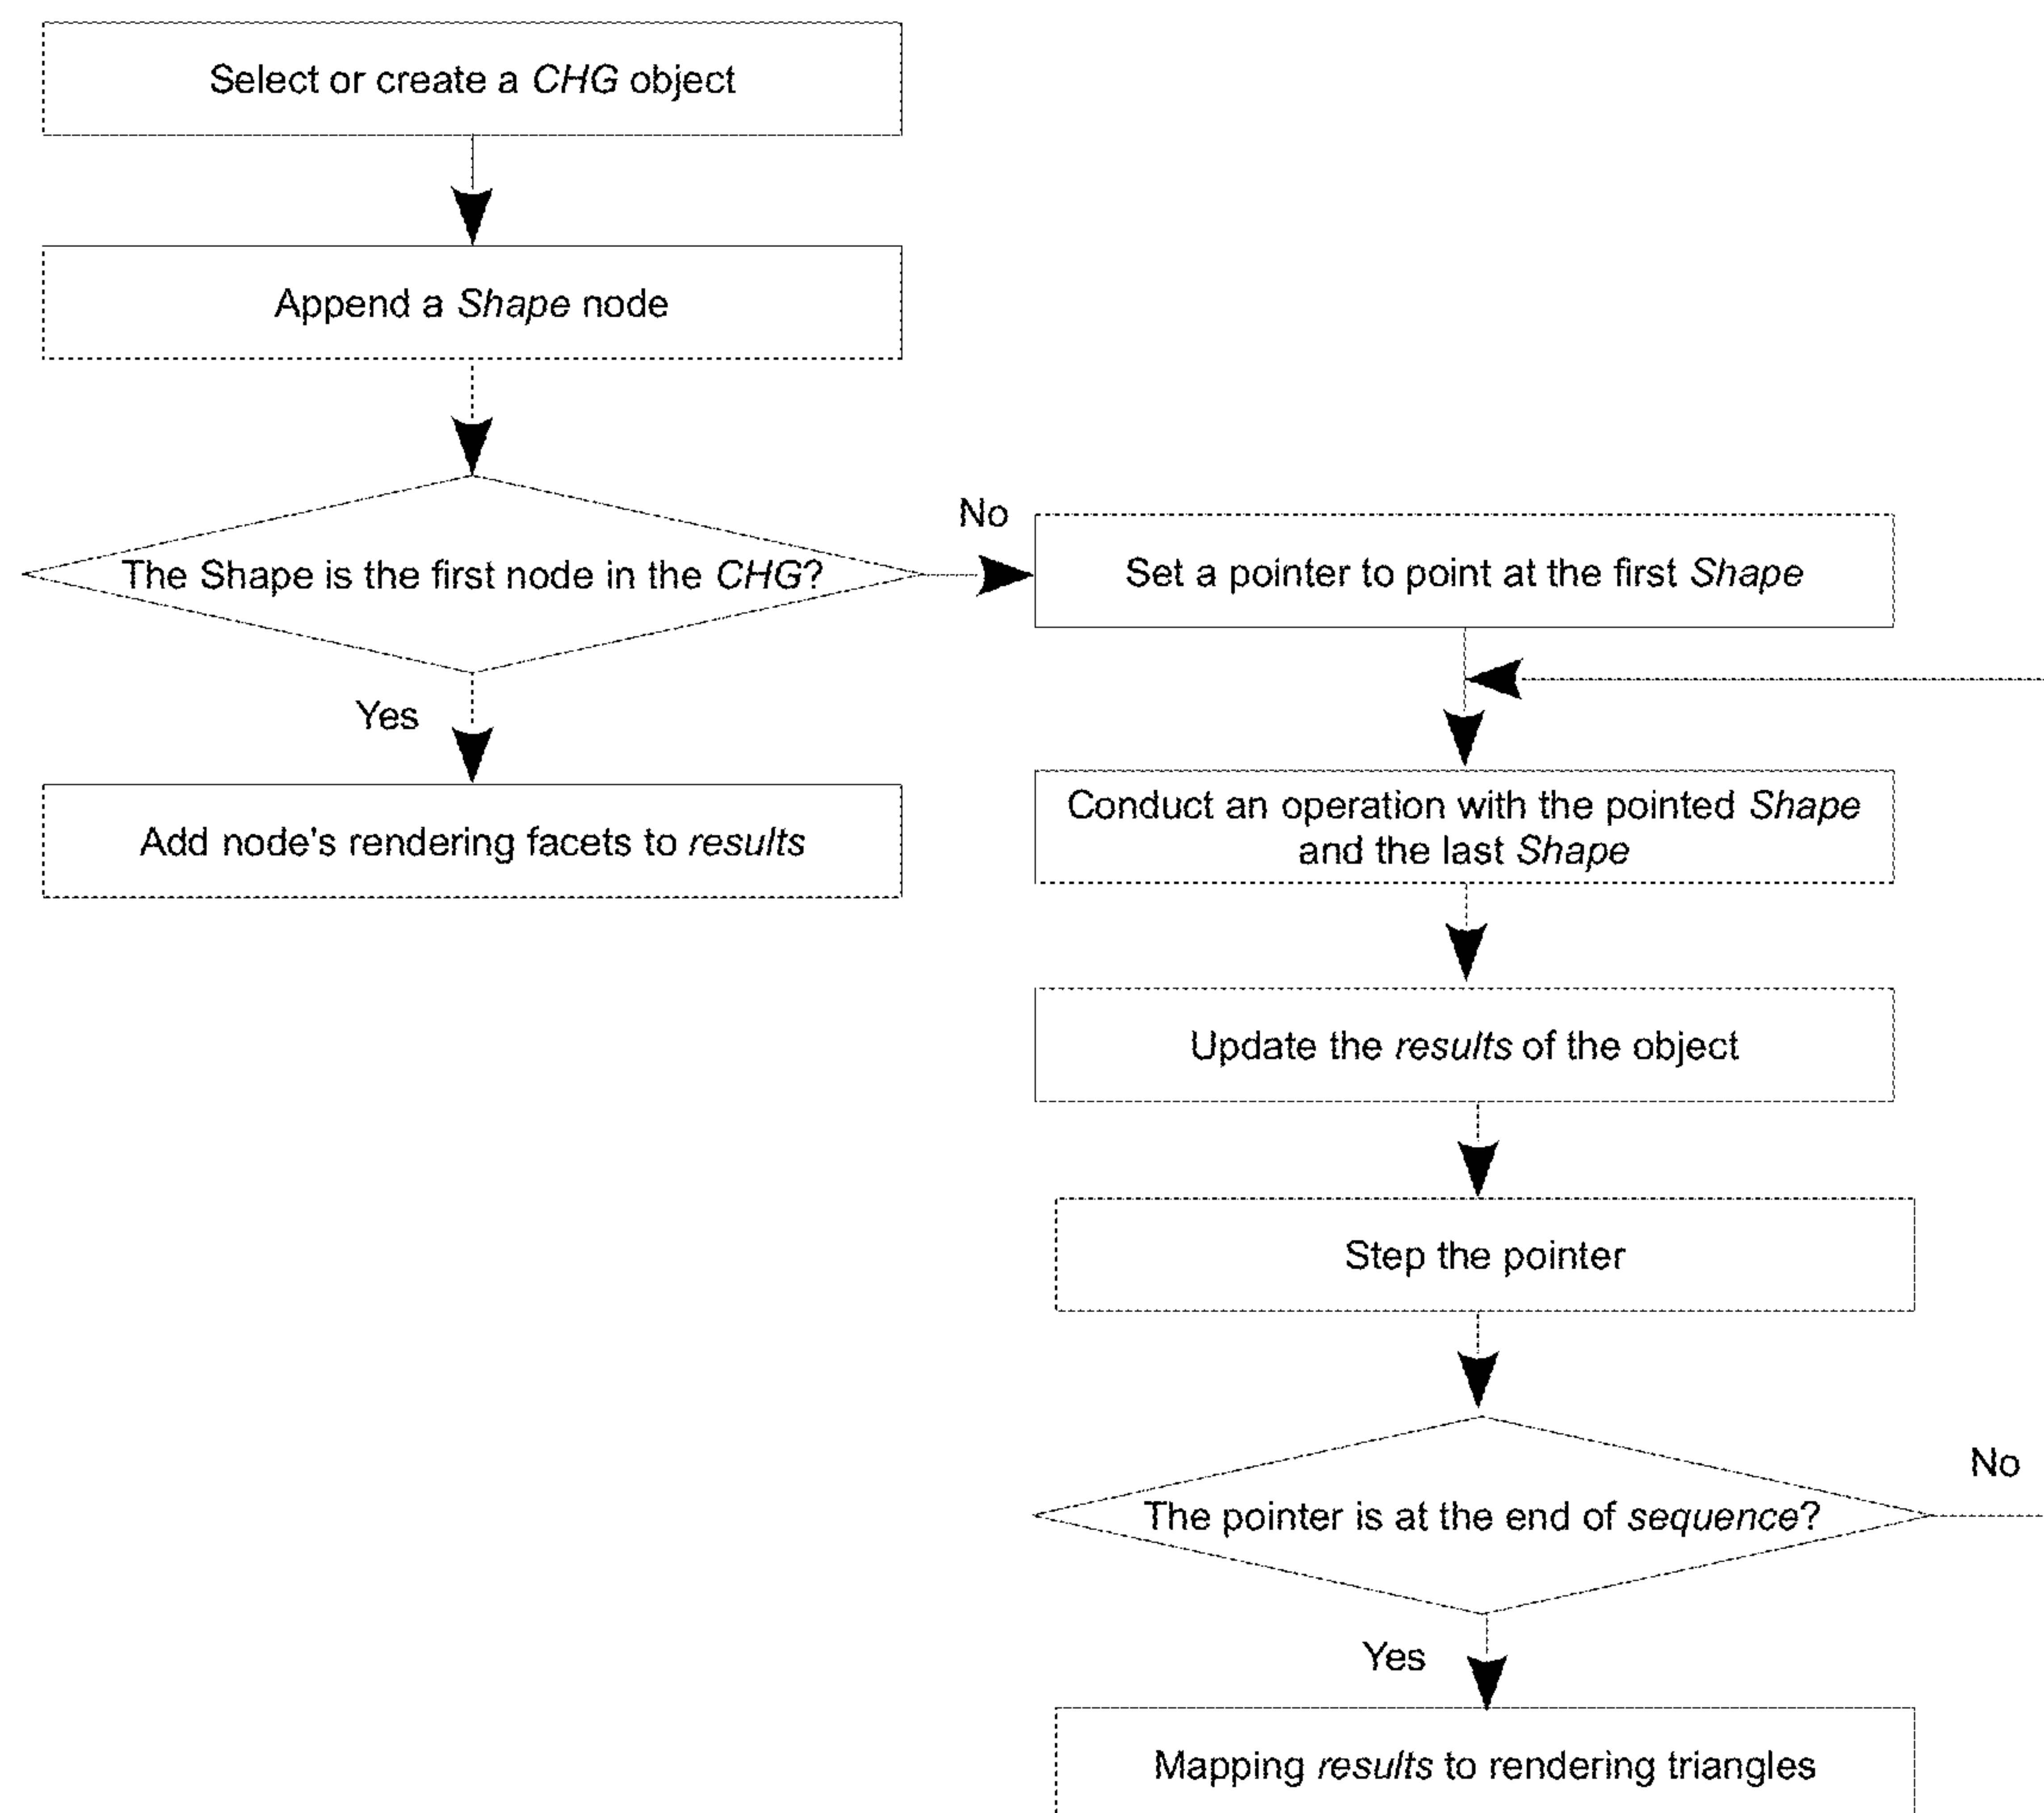 Select or create a CHG object
Append a Shape node
The Shape is the first node in the CHG?
No
Yes
Add node's rendering facets to results
Set a pointer to point at the first Shape
Conduct an operation with the pointed Shape
and the last Shape
Update the results of the object
Step the pointer
The pointer is at the end of sequence?
No
Yes
Mapping results to rendering triangles